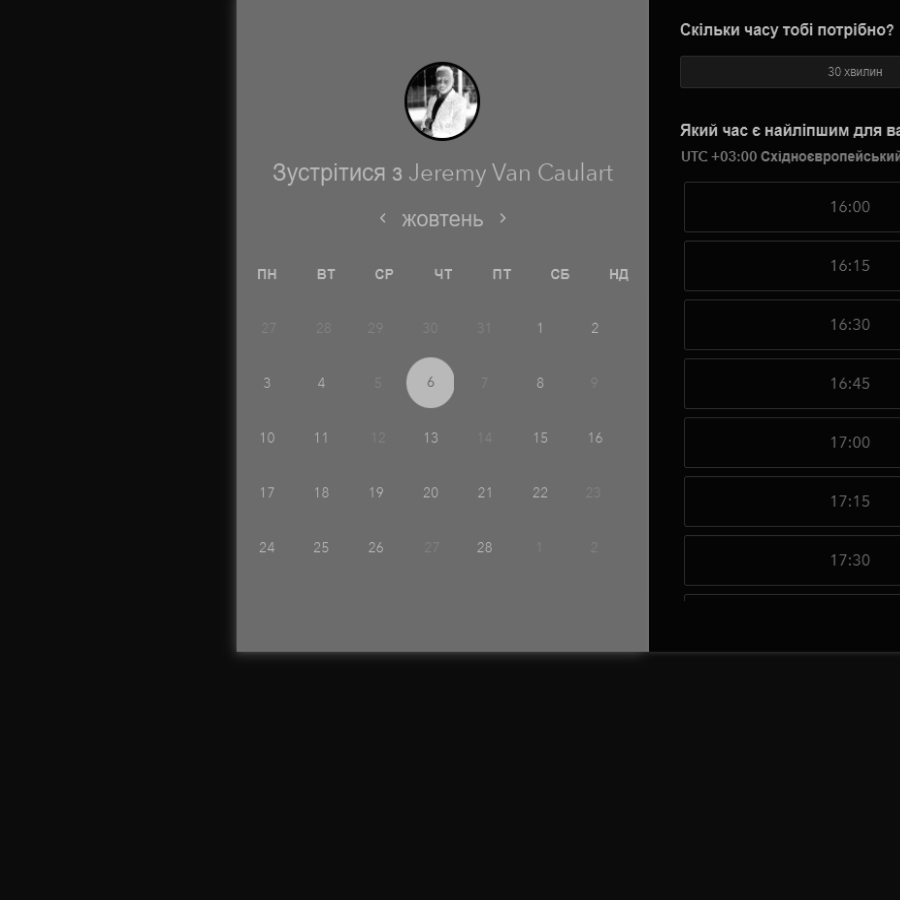 Зустрітися з Jeremy Van Caulart
‹ жовтень ›
ПН ВТ СР ЧТ ПТ СБ НД
27 28 29 30 31 1 2
3 4 5 6 7 8 9
10 11 12 13 14 15 16
17 18 19 20 21 22 23
24 25 26 27 28 1 2
Скільки часу тобі потрібно?
30 хвилин
Який час є найліпшим для ва
UTC +03:00 Східноєвропейський
16:00
16:15
16:30
16:45
17:00
17:15
17:30